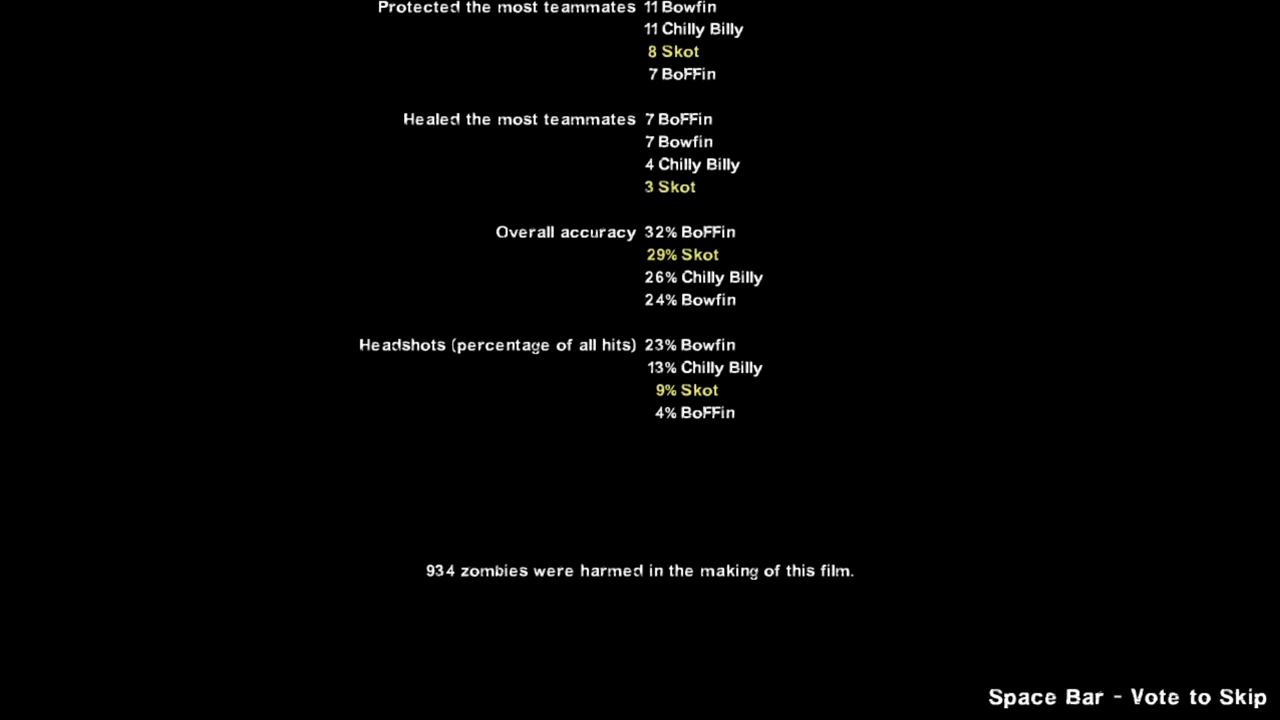 Protected the most teammates 11 Bowfin
11 Chilly Billy
8 Skot
7 BoFFin
Healed the most teammates 7 BoFFin
7 Bowfin
4 Chilly Billy
3 Skot
Overall accuracy 32% BoFFin
29% Skot
26% Chilly Billy
24% Bowfin
Headshots (percentage of all hits) 23% Bowfin
13% Chilly Billy
9% Skot
4% BoFFin
934 zombies were harmed in the making of this film.
Space Bar - Vote to Skip